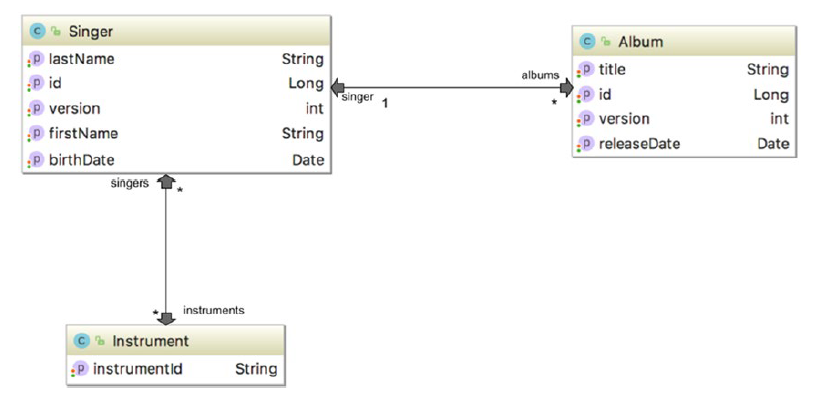 C Singer
p lastName String
p id Long
p version int
p firstName String
p birthDate Date
singer 1
albums
*
C Album
p title String
p id Long
p version int
p releaseDate Date
singers
*
*
instruments
C Instrument
p instrumentId String